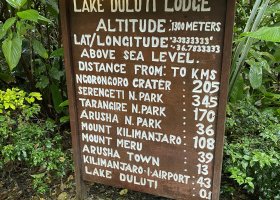 LAKE DULUTI LODGE
ALTITUDE: 1300 METERS
LAT/LONGITUDE:
ABOVE SEA LEVEL.
DISTANCE FROM: TO KMS
NGORONGORO CRATER 205
SERENGETI N. PARK 345
TARANGIRE N. PARK 170
ARUSHA N. PARK 36
MOUNT KILIMANJARO 108
MOUNT MERU 39
ARUSHA TOWN 13
KILIMANJARO-I-AIRPORT 43
LAKE DULUTI 01